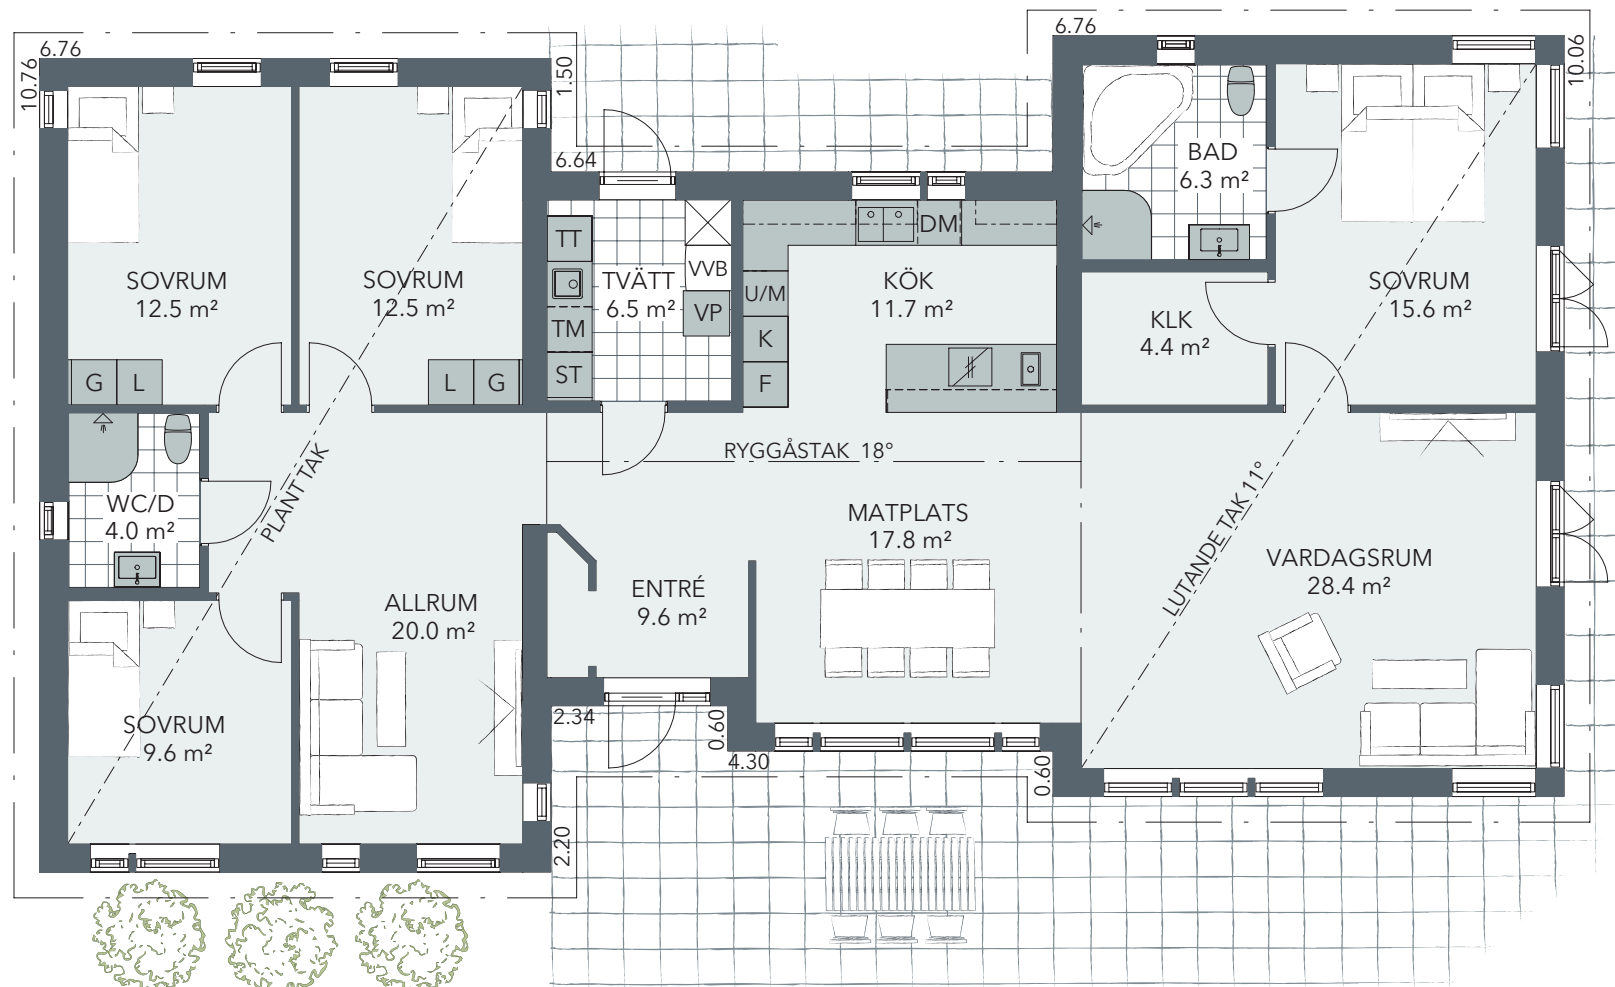 6.76
10.76
1.50
6.64
6.76
10.06
BAD
6.3 m²
SOVRUM
12.5 m²
SOVRUM
12.5 m²
TT
TM
ST
TVÄTT
6.5 m²
VVB
VP
DM
U/M
K
F
KÖK
11.7 m²
KLK
4.4 m²
SOVRUM
15.6 m²
G
L
L
G
PLANT TAK
RYGGÅSTAK 18°
LUTANDE TAK 11°
WC/D
4.0 m²
MATPLATS
17.8 m²
VARDAGSRUM
28.4 m²
ALLRUM
20.0 m²
ENTRÉ
9.6 m²
SOVRUM
9.6 m²
2.34
0.60
4.30
0.60
2.20